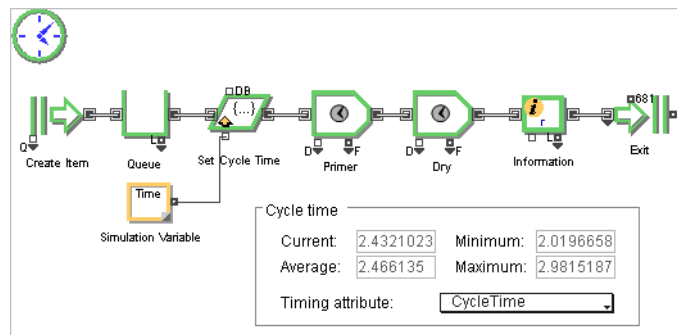 DB
{...}
681
Q
L
D
F
D
F
r
L
Create Item
Queue
Set Cycle Time
Primer
Dry
Information
Exit
Time
Simulation Variable
Cycle time
Current: 2.4321023 Minimum: 2.0196658
Average: 2.466135 Maximum: 2.9815187
Timing attribute: CycleTime